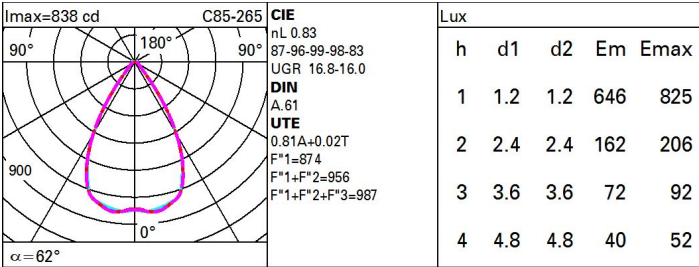 Imax=838 cd C85-265
90° 180° 90°
900
0°
α=62°
CIE
nL 0.83
87-96-99-98-83
UGR 16.8-16.0
DIN
A.61
UTE
0.81A+0.02T
F"1=874
F"1+F"2=956
F"1+F"2+F"3=987
Lux
h d1 d2 Em Emax
1 1.2 1.2 646 825
2 2.4 2.4 162 206
3 3.6 3.6 72 92
4 4.8 4.8 40 52